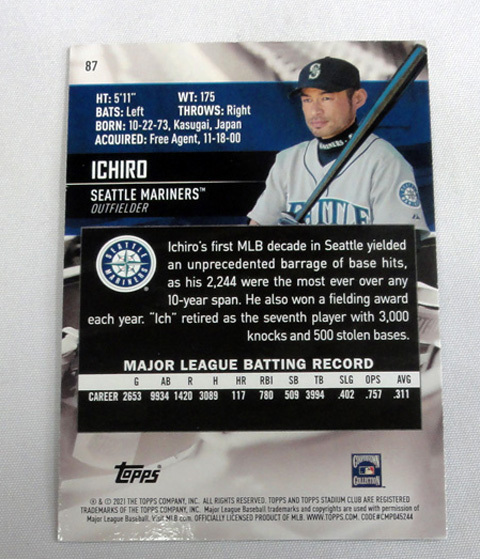 87
HT: 5'11" WT: 175
BATS: Left THROWS: Right
BORN: 10-22-73, Kasugai, Japan
ACQUIRED: Free Agent, 11-18-00
ICHIRO
SEATTLE MARINERS™
OUTFIELDER
SEATTLE
MARINERS
Ichiro's first MLB decade in Seattle yielded
an unprecedented barrage of base hits,
as his 2,244 were the most ever over any
10-year span. He also won a fielding award
each year. "Ich" retired as the seventh player with 3,000
knocks and 500 stolen bases.
MAJOR LEAGUE BATTING RECORD
G AB R H HR RBI SB TB SLG OPS AVG
CAREER 2653 9934 1420 3089 117 780 509 3994 .402 .757 .311
Topps
COOPERSTOWN
COLLECTION
® & © 2021 THE TOPPS COMPANY, INC. ALL RIGHTS RESERVED. TOPPS AND TOPPS STADIUM CLUB ARE REGISTERED
TRADEMARKS OF THE TOPPS COMPANY, INC. Major League Baseball trademarks and copyrights are used with permission of
Major League Baseball. Visit MLB.com. OFFICIALLY LICENSED PRODUCT OF MLB. WWW.TOPPS.COM. CODE#CMP045244